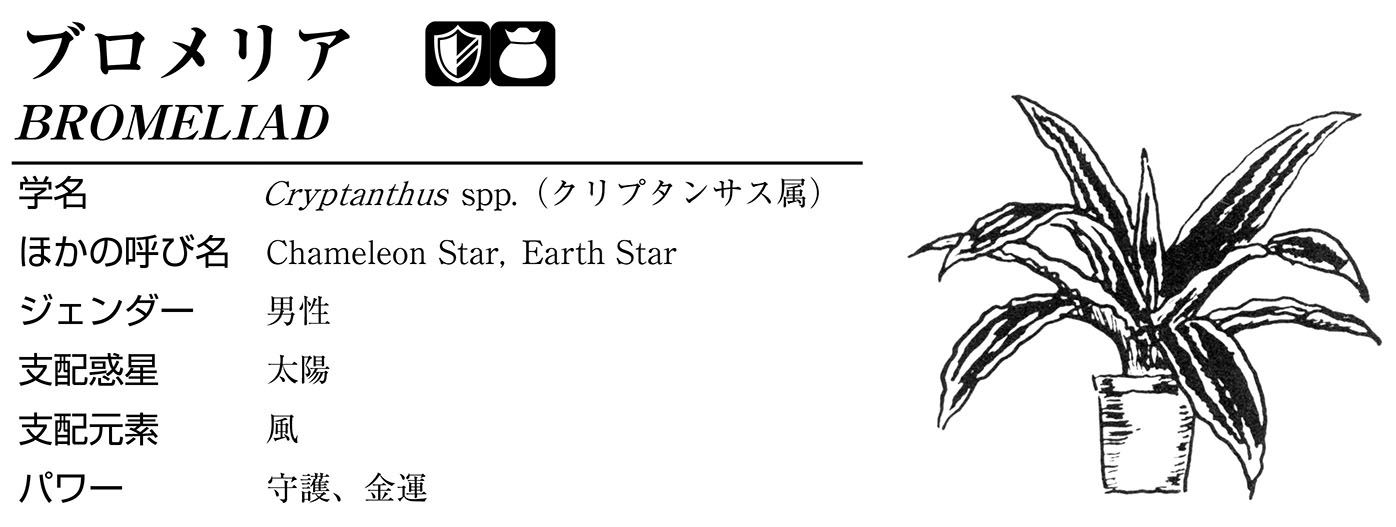 ブロメリア
BROMELIAD
学名 Cryptanthus spp.（クリプタンサス属）
ほかの呼び名 Chameleon Star, Earth Star
ジェンダー 男性
支配惑星 太陽
支配元素 風
パワー 守護、金運